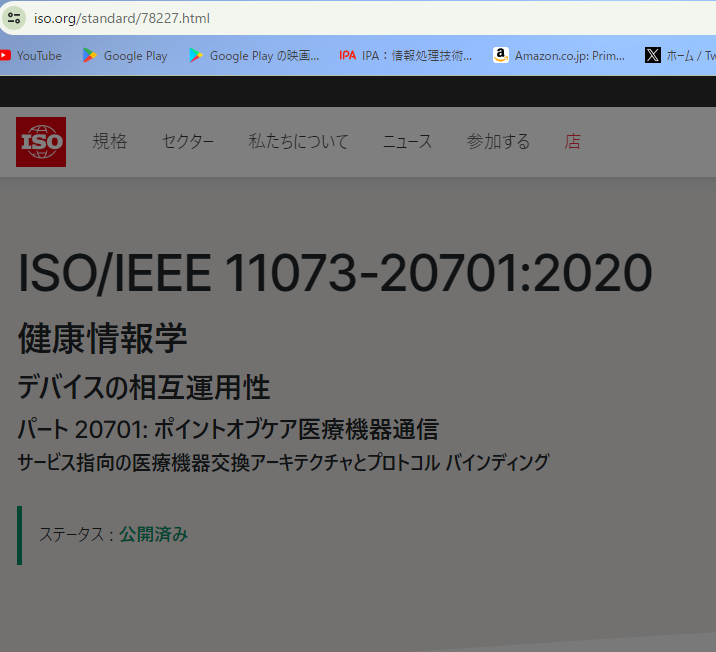 iso.org/standard/78227.html
YouTube Google Play Google Play の映画... IPA IPA：情報処理技術... a Amazon.co.jp: Prim... X ホーム / Tw
ISO 規格 セクター 私たちについて ニュース 参加する 店
ISO/IEEE 11073-20701:2020
健康情報学
デバイスの相互運用性
パート 20701: ポイントオブケア医療機器通信
サービス指向の医療機器交換アーキテクチャとプロトコル バインディング
ステータス : 公開済み